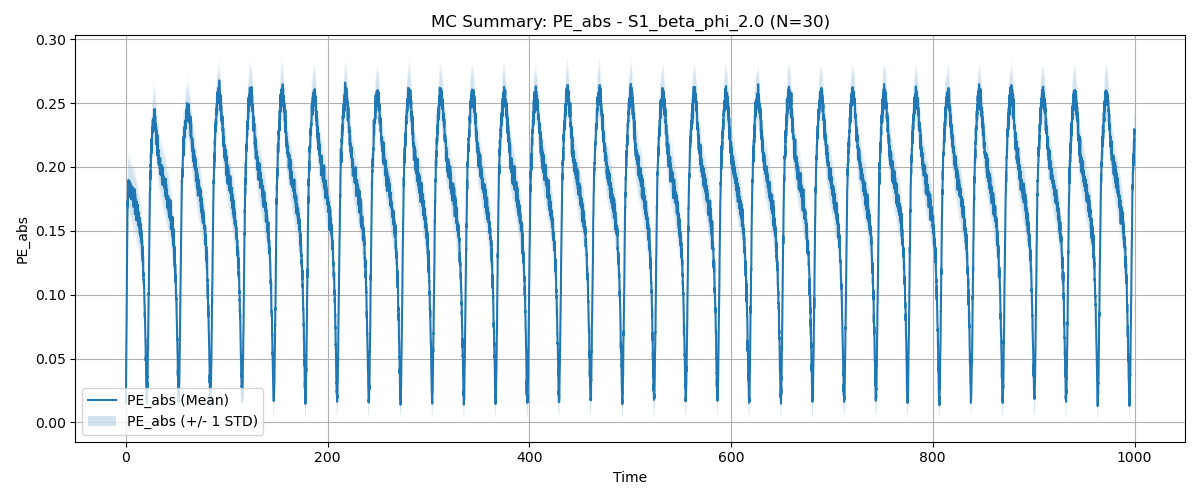 MC Summary: PE_abs - S1_beta_phi_2.0 (N=30)
0.30
0.25
0.20
0.15
0.10
0.05
0.00
PE_abs
PE_abs (Mean)
PE_abs (+/- 1 STD)
0 200 400 600 800 1000
Time